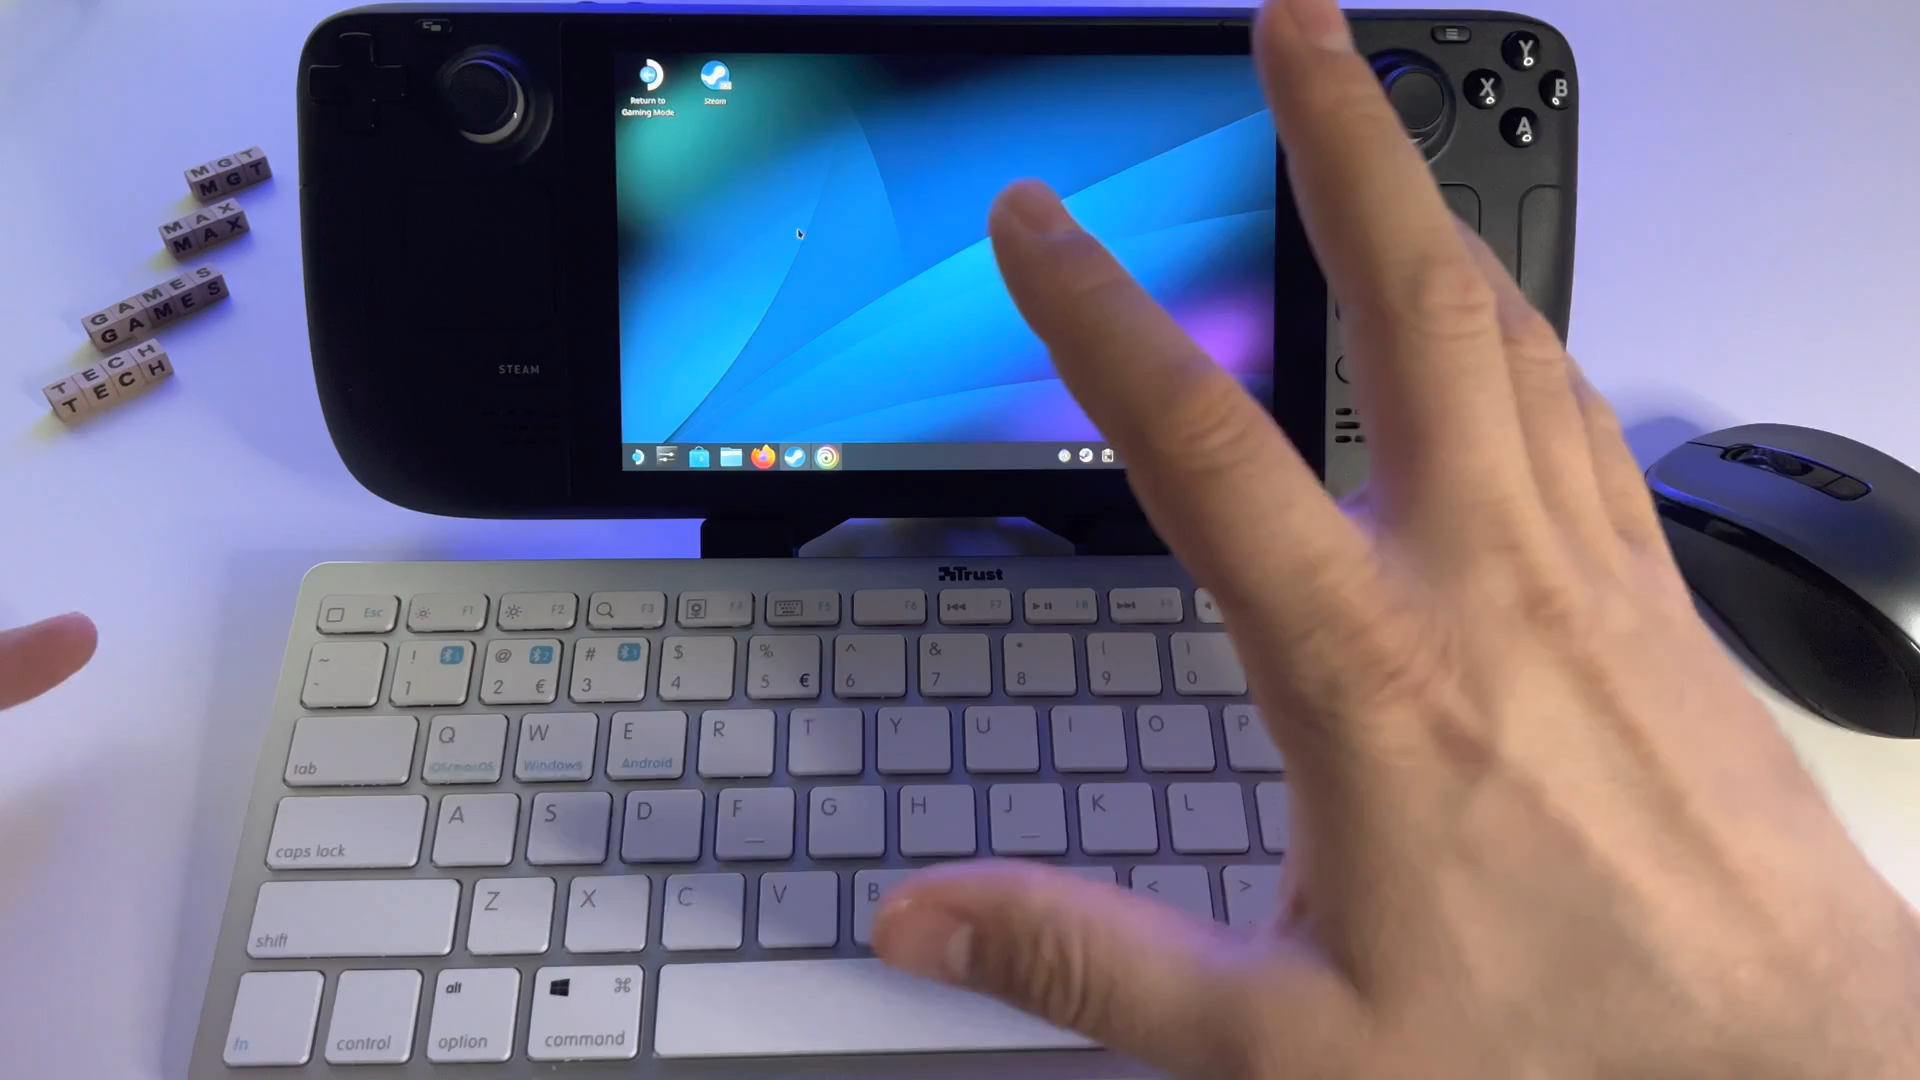 Y
X
B
A
Return to
Gaming Mode
Steam
MGT
MGT
MAX
MAX
GAMES
GAMES
TECH
TECH
STEAM
Trust
Esc F1 F2 F3 F4 F5 F6 F7 F8 F9
~ ! @ # $ % ^ & * ( )
1 2 € 3 4 5 € 6 7 8 9 0
Q W E R T Y U I O P
tab iOS/macOS Windows Android
A S D F G H J K L
caps lock
Z X C V B < >
shift
alt ⌘
fn control option command